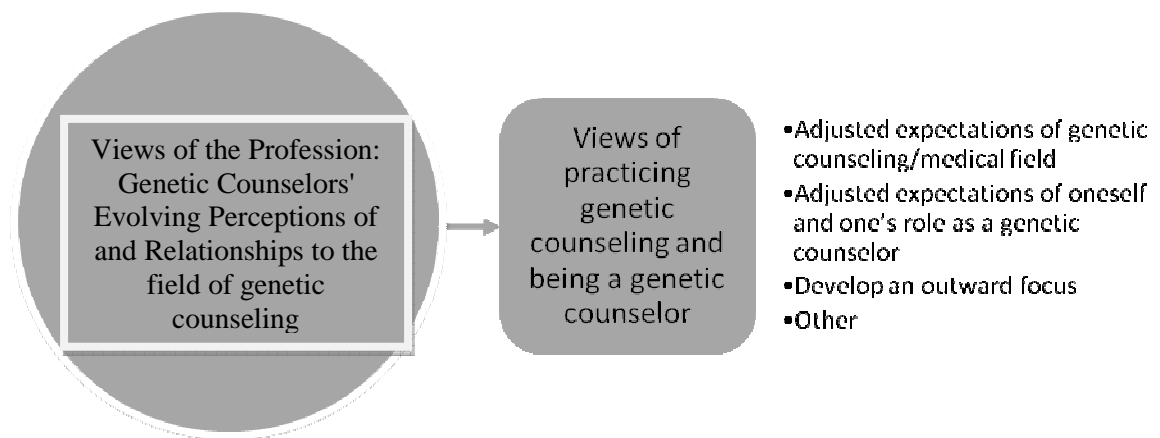 Views of the Profession:
Genetic Counselors'
Evolving Perceptions of
and Relationships to the
field of genetic
counseling
Views of
practicing
genetic
counseling and
being a genetic
counselor
•Adjusted expectations of genetic
counseling/medical field
•Adjusted expectations of oneself
and one's role as a genetic
counselor
•Develop an outward focus
•Other